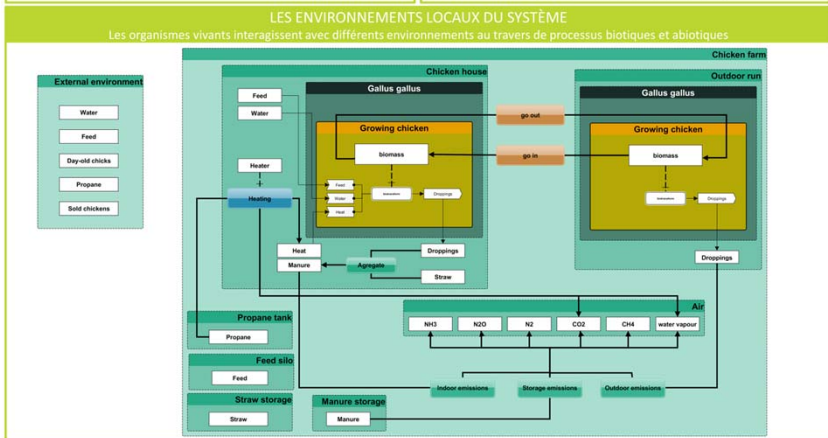 LES ENVIRONNEMENTS LOCAUX DU SYSTÈME
Les organismes vivants interagissent avec différents environnements au travers de processus biotiques et abiotiques
Chicken farm
External environment
Water
Feed
Day-old chicks
Propane
Sold chickens
Chicken house
Feed
Water
Heater
Heating
Gallus gallus
Growing chicken
biomass
Feed
Water
Heat
Droppings
Heat
Manure
Agregate
Droppings
Straw
go out
go in
Outdoor run
Gallus gallus
Growing chicken
biomass
Droppings
Droppings
Air
NH3
N2O
N2
CO2
CH4
water vapour
Propane tank
Propane
Feed silo
Feed
Straw storage
Straw
Manure storage
Manure
Indoor emissions
Storage emissions
Outdoor emissions